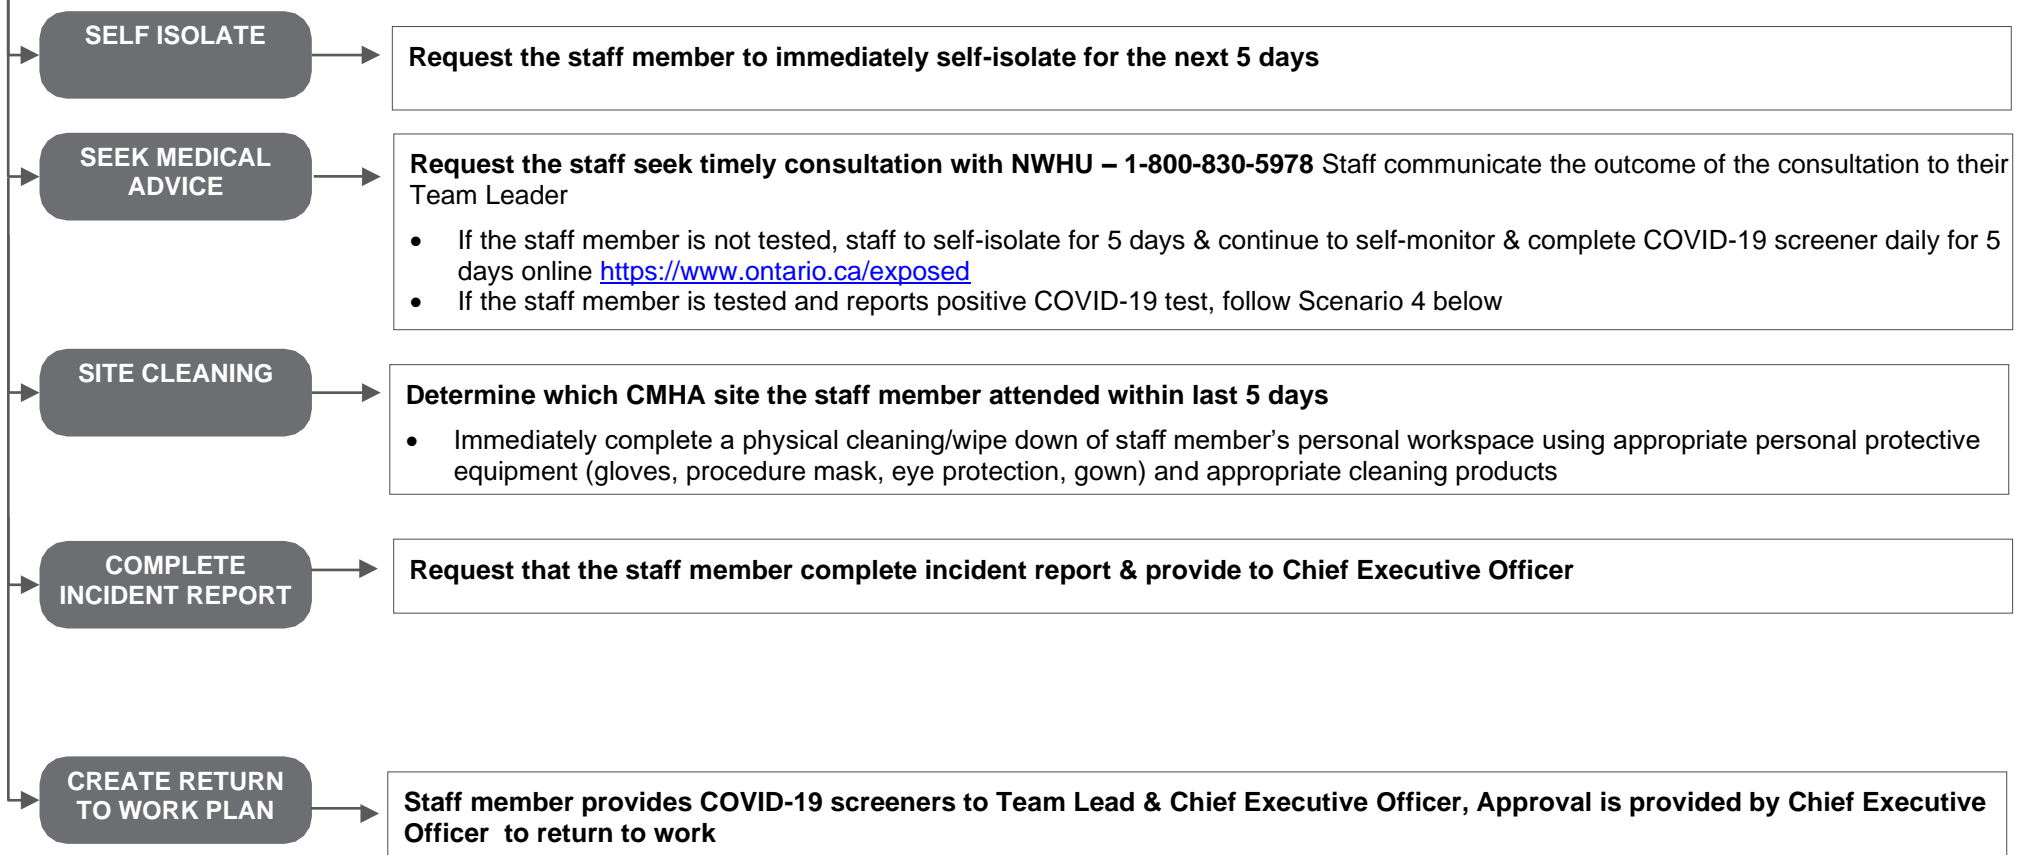 SELF ISOLATE
Request the staff member to immediately self-isolate for the next 5 days
SEEK MEDICAL
ADVICE
Request the staff seek timely consultation with NWHU – 1-800-830-5978 Staff communicate the outcome of the consultation to their
Team Leader
• If the staff member is not tested, staff to self-isolate for 5 days & continue to self-monitor & complete COVID-19 screener daily for 5
days online https://www.ontario.ca/exposed
• If the staff member is tested and reports positive COVID-19 test, follow Scenario 4 below
SITE CLEANING
Determine which CMHA site the staff member attended within last 5 days
• Immediately complete a physical cleaning/wipe down of staff member’s personal workspace using appropriate personal protective
equipment (gloves, procedure mask, eye protection, gown) and appropriate cleaning products
COMPLETE
INCIDENT REPORT
Request that the staff member complete incident report & provide to Chief Executive Officer
CREATE RETURN
TO WORK PLAN
Staff member provides COVID-19 screeners to Team Lead & Chief Executive Officer, Approval is provided by Chief Executive
Officer to return to work